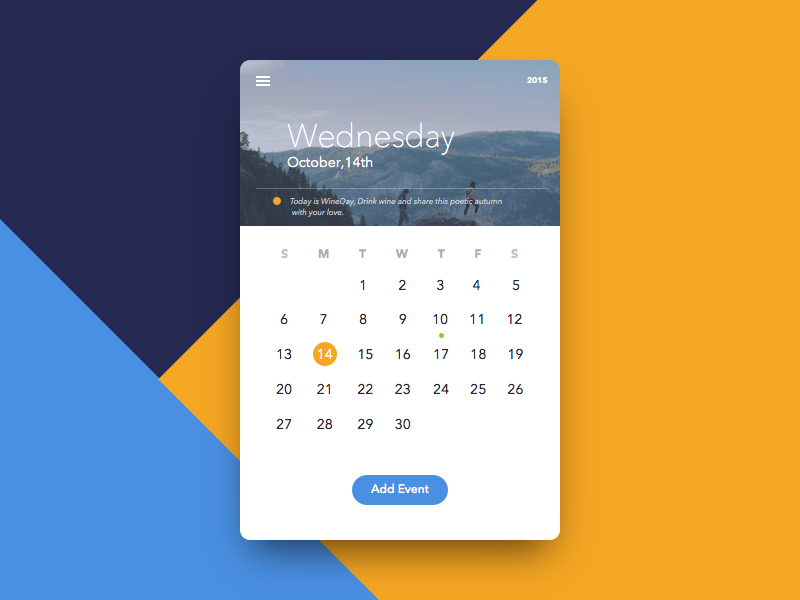 2015
Wednesday
October,14th
Today is WineDay, Drink wine and share this poetic autumn
with your love.
S M T W T F S
1 2 3 4 5
6 7 8 9 10 11 12
13 14 15 16 17 18 19
20 21 22 23 24 25 26
27 28 29 30
Add Event